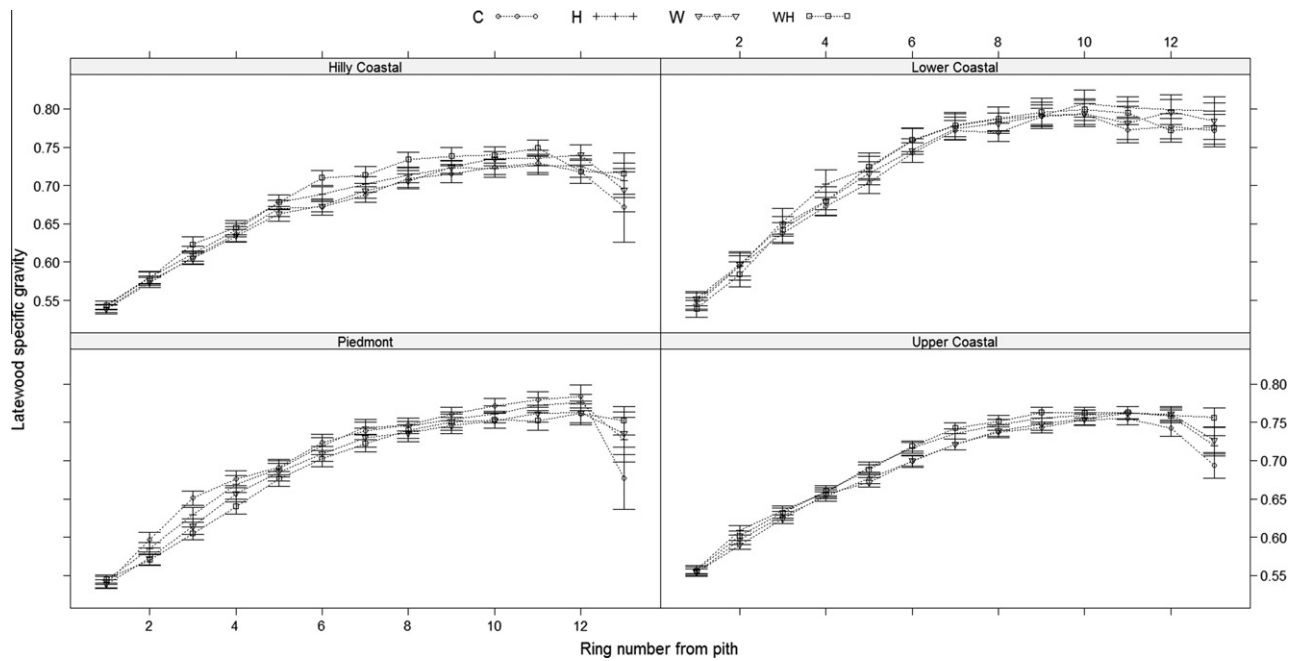 C H W WH
2 4 6 8 10 12
Hilly Coastal Lower Coastal
0.80
0.75
0.70
0.65
0.60
0.55
Latewood specific gravity
Piedmont Upper Coastal
0.80
0.75
0.70
0.65
0.60
0.55
2 4 6 8 10 12
Ring number from pith